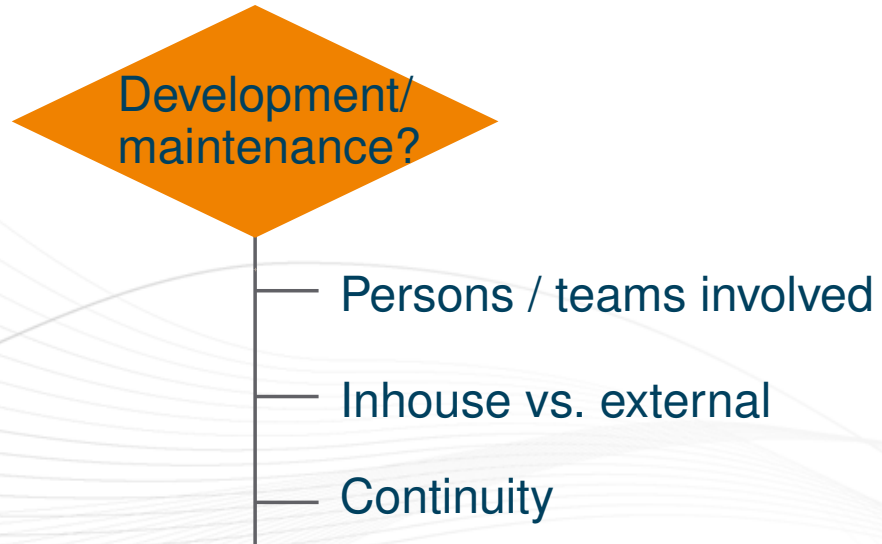 Development/
maintenance?
Persons / teams involved
Inhouse vs. external
Continuity